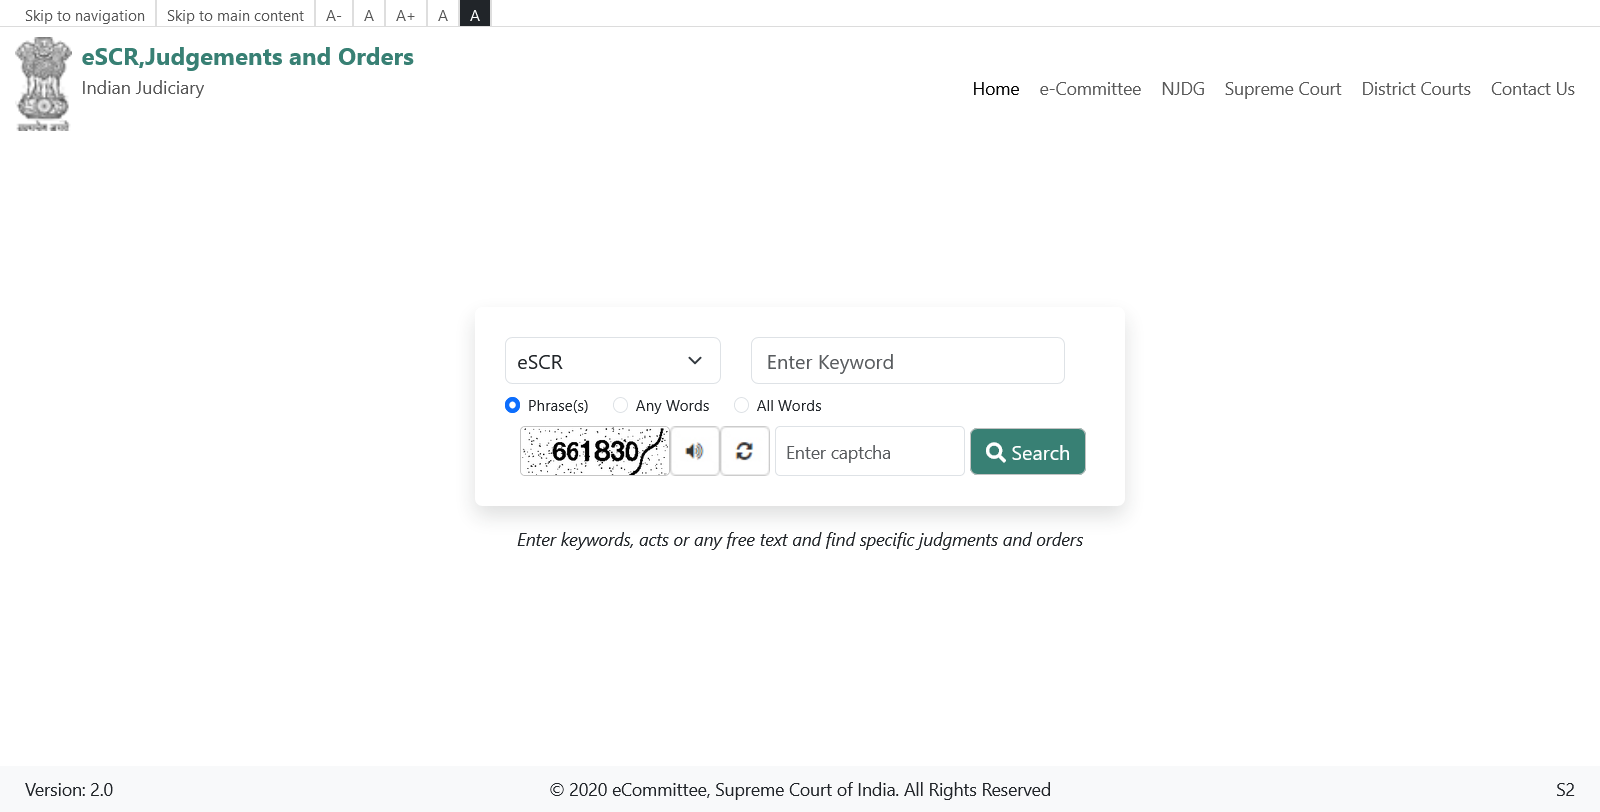 Skip to navigation Skip to main content A- A A+ A A
eSCR,Judgements and Orders
Indian Judiciary
Home e-Committee NJDG Supreme Court District Courts Contact Us
eSCR Enter Keyword
Phrase(s) Any Words All Words
661830 Enter captcha Search
Enter keywords, acts or any free text and find specific judgments and orders
Version: 2.0 © 2020 eCommittee, Supreme Court of India. All Rights Reserved S2